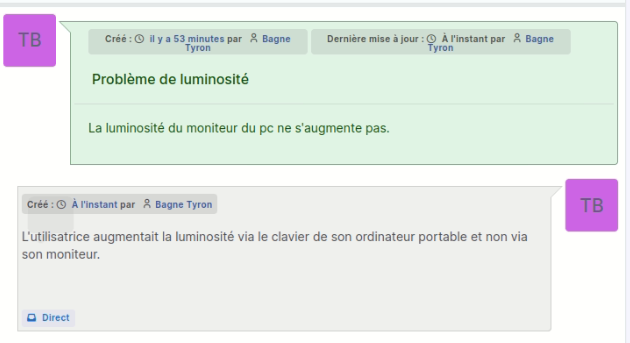 TB
Créé : il y a 53 minutes par Bagne
Tyron
Dernière mise à jour : À l'instant par Bagne
Tyron
Problème de luminosité
La luminosité du moniteur du pc ne s'augmente pas.
Créé : À l'instant par Bagne Tyron
TB
L'utilisatrice augmentait la luminosité via le clavier de son ordinateur portable et non via
son moniteur.
Direct